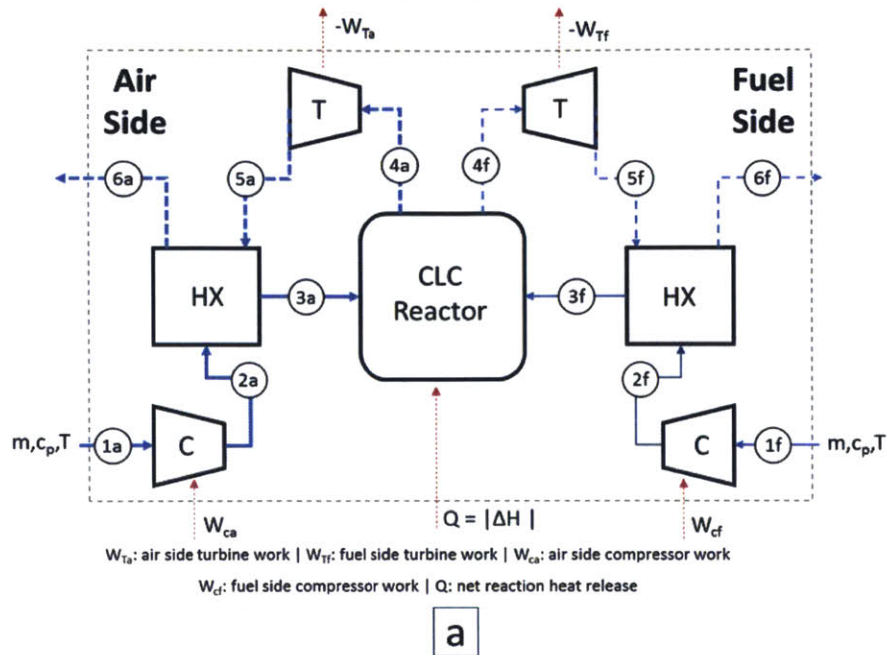 -W_Ta -W_Tf
Air Side
Fuel Side
T T
6a 5a 4a 4f 5f 6f
HX
3a
CLC Reactor
3f
HX
2a 2f
m,c_p,T 1a C
C 1f m,c_p,T
W_ca
Q = |ΔH |
W_cf
W_Ta: air side turbine work | W_Tf: fuel side turbine work | W_ca: air side compressor work
W_cf: fuel side compressor work | Q: net reaction heat release
a